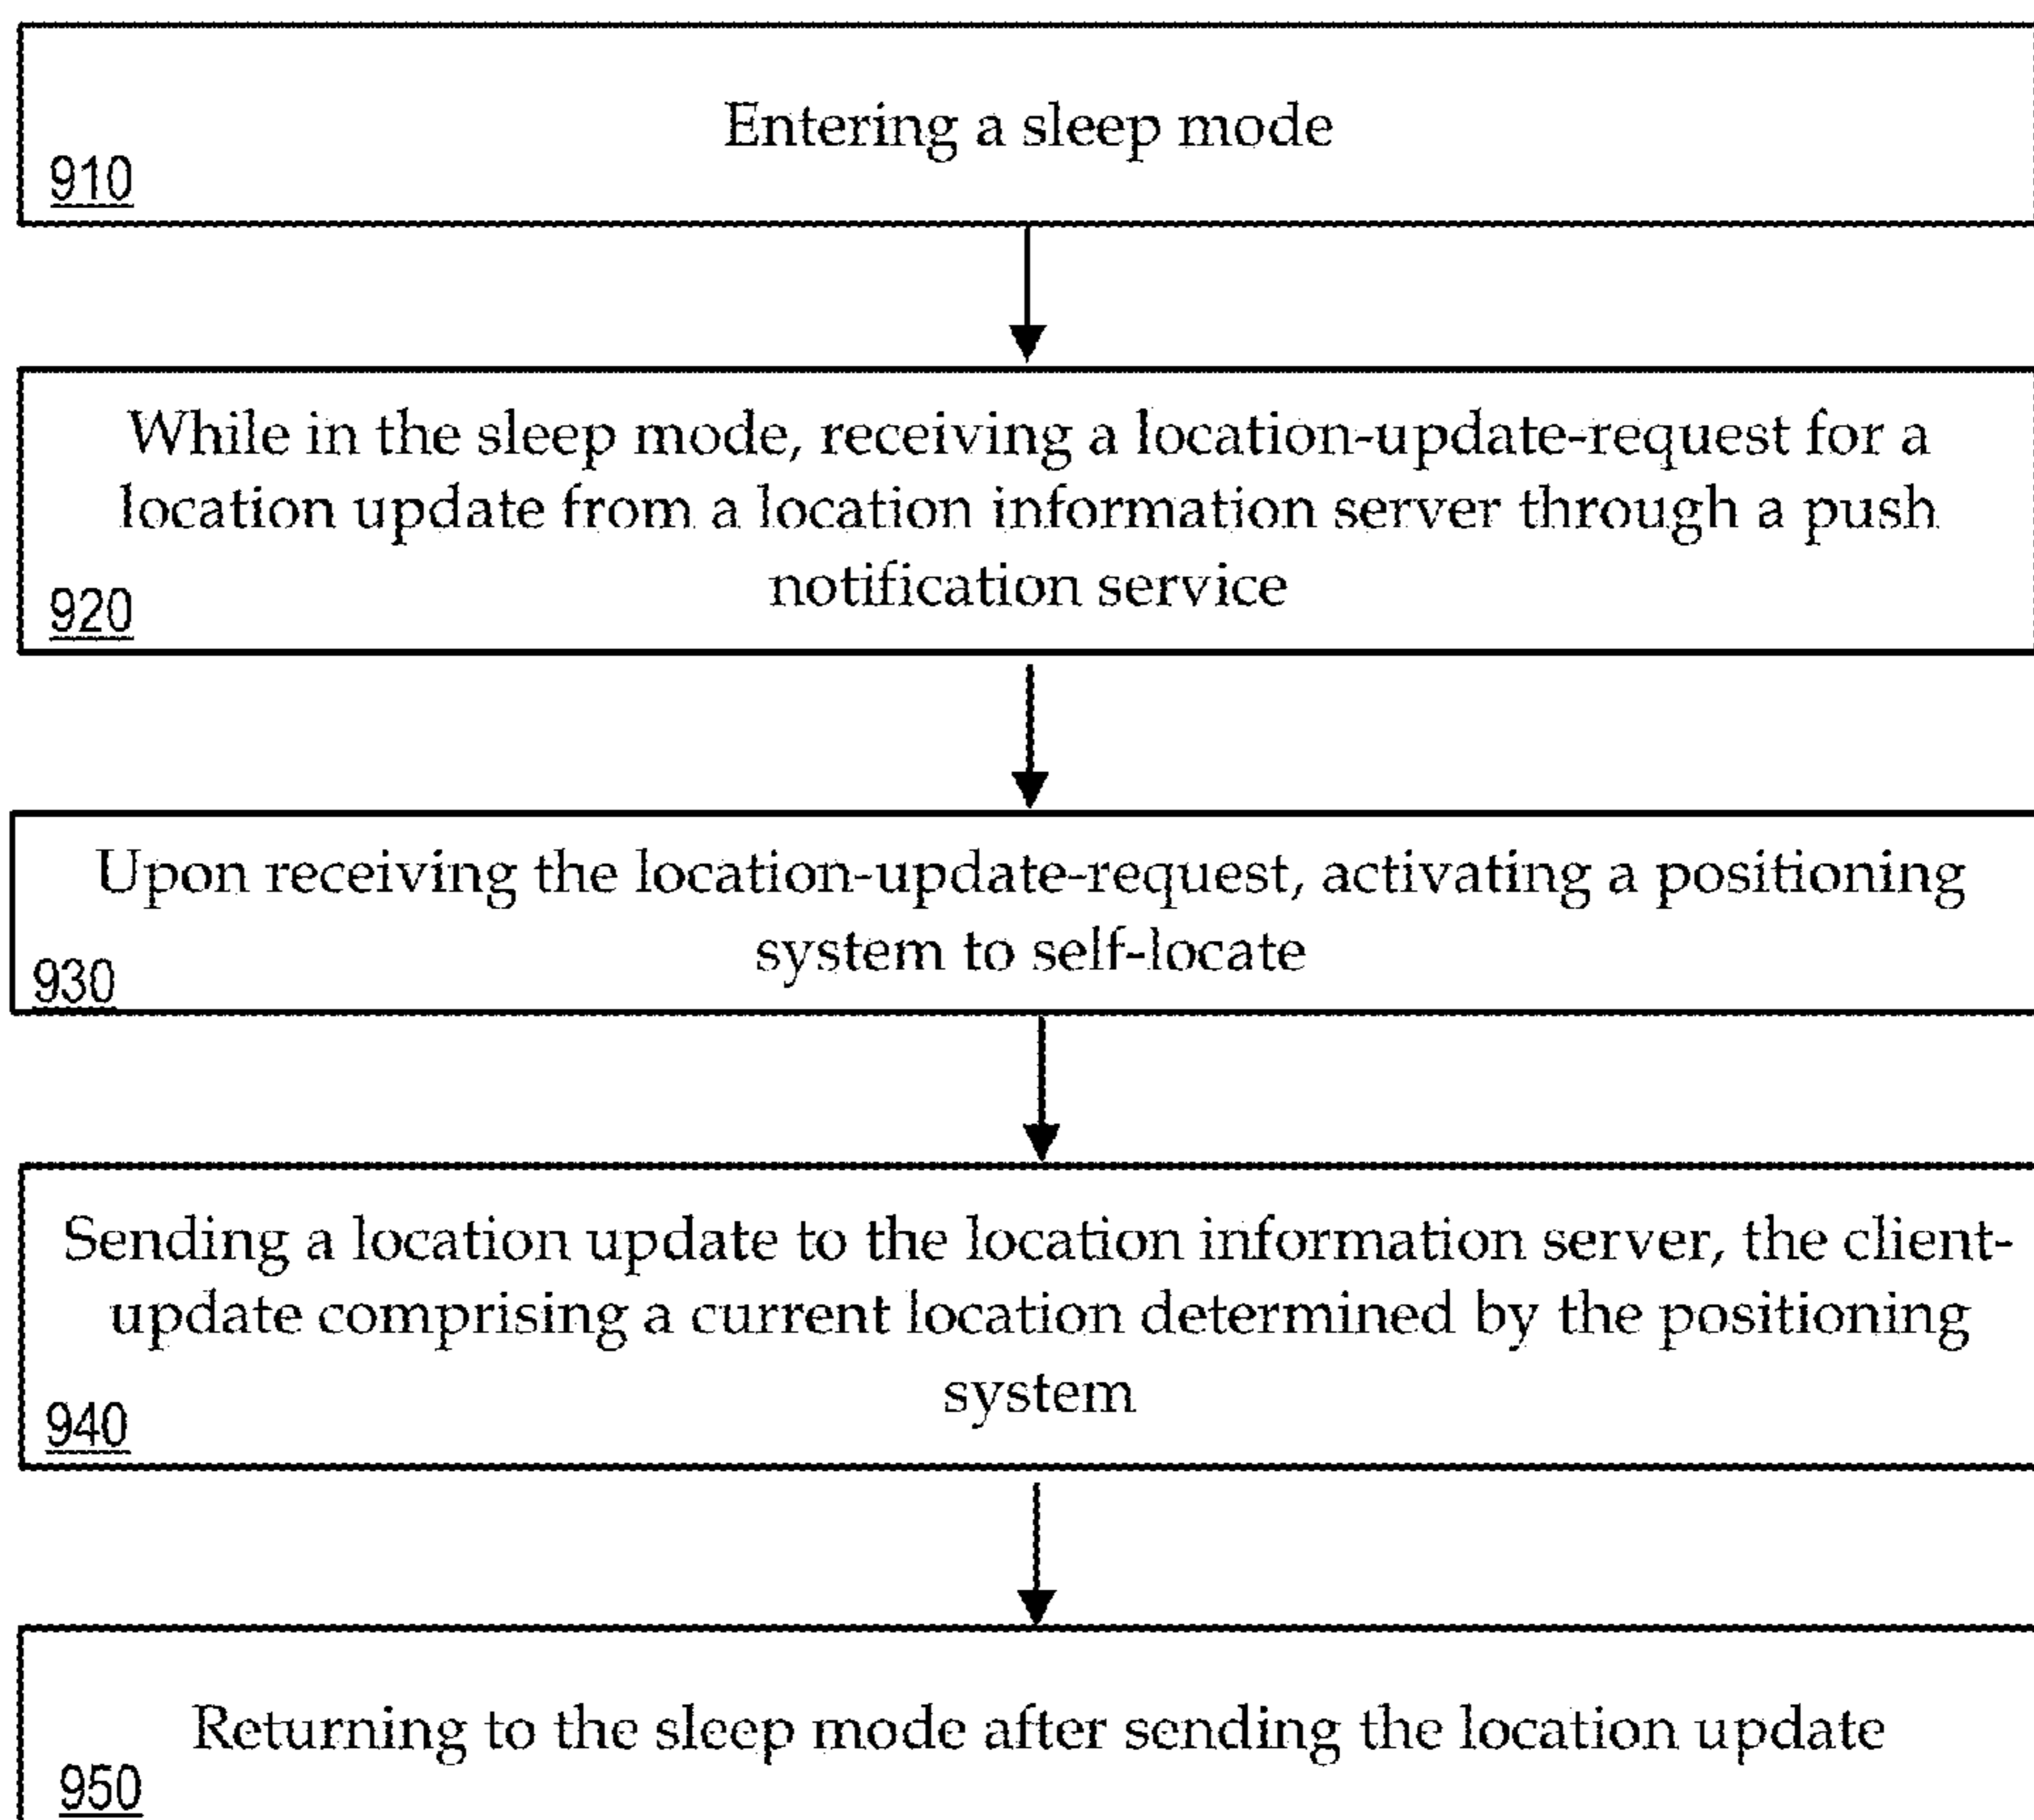 Entering a sleep mode
910
While in the sleep mode, receiving a location-update-request for a
location update from a location information server through a push
notification service
920
Upon receiving the location-update-request, activating a positioning
system to self-locate
930
Sending a location update to the location information server, the client-
update comprising a current location determined by the positioning
system
940
Returning to the sleep mode after sending the location update
950